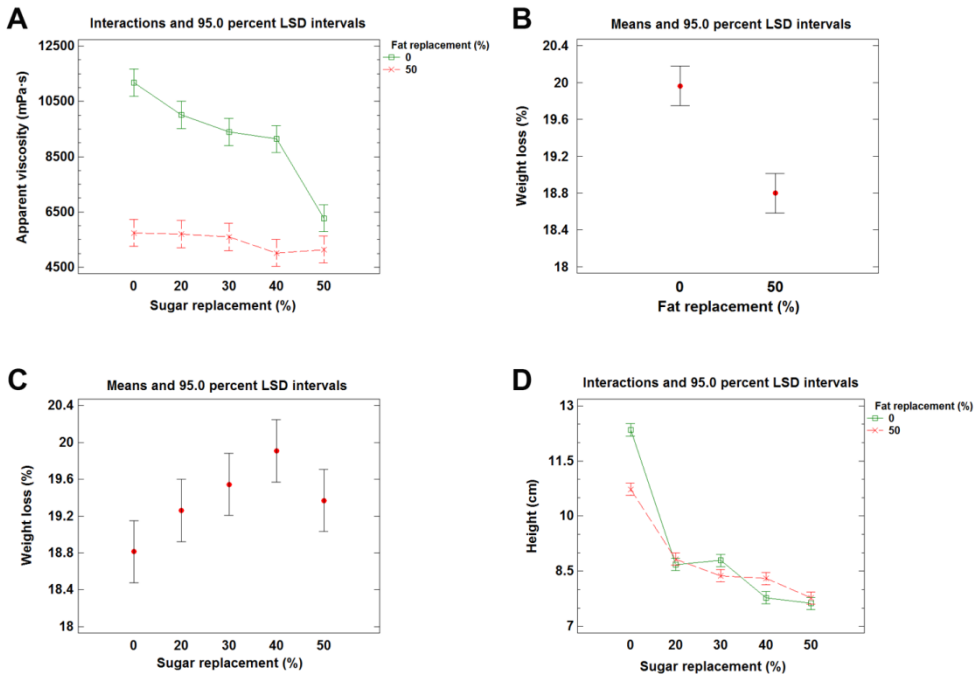 A
Interactions and 95.0 percent LSD intervals
Fat replacement (%)
0
50
12500
10500
8500
6500
4500
Apparent viscosity (mPa·s)
0 20 30 40 50
Sugar replacement (%)
B
Means and 95.0 percent LSD intervals
20.4
20
19.6
19.2
18.8
18.4
18
Weight loss (%)
0 50
Fat replacement (%)
C
Means and 95.0 percent LSD intervals
20.4
20
19.6
19.2
18.8
18.4
18
Weight loss (%)
0 20 30 40 50
Sugar replacement (%)
D
Interactions and 95.0 percent LSD intervals
Fat replacement (%)
0
50
13
11.5
10
8.5
7
Height (cm)
0 20 30 40 50
Sugar replacement (%)